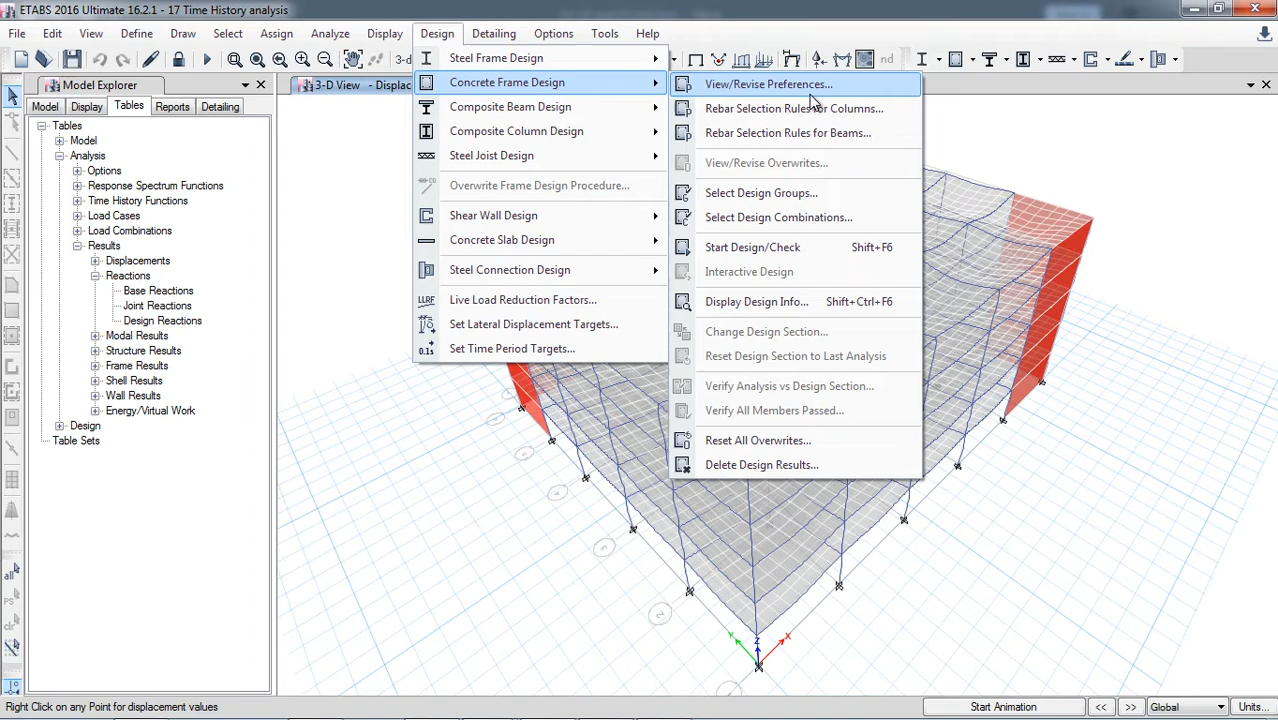 ETABS 2016 Ultimate 16.2.1 - 17 Time History analysis
File Edit View Define Draw Select Assign Analyze Display Design Detailing Options Tools Help
3-d
nd
Model Explorer
3-D View - Displac
Model Display Tables Reports Detailing
Tables
Model
Analysis
Options
Response Spectrum Functions
Time History Functions
Load Cases
Load Combinations
Results
Displacements
Reactions
Base Reactions
Joint Reactions
Design Reactions
Modal Results
Structure Results
Frame Results
Shell Results
Wall Results
Energy/Virtual Work
Design
Table Sets
all
ps
clr
Steel Frame Design
Concrete Frame Design
Composite Beam Design
Composite Column Design
Steel Joist Design
Overwrite Frame Design Procedure...
Shear Wall Design
Concrete Slab Design
Steel Connection Design
LLRF Live Load Reduction Factors...
Set Lateral Displacement Targets...
0.1s Set Time Period Targets...
View/Revise Preferences...
Rebar Selection Rules for Columns...
Rebar Selection Rules for Beams...
View/Revise Overwrites...
Select Design Groups...
Select Design Combinations...
Start Design/Check Shift+F6
Interactive Design
Display Design Info... Shift+Ctrl+F6
Change Design Section...
Reset Design Section to Last Analysis
Verify Analysis vs Design Section...
Verify All Members Passed...
Reset All Overwrites...
Delete Design Results...
Y Z X
Right Click on any Point for displacement values
Start Animation << >> Global Units...